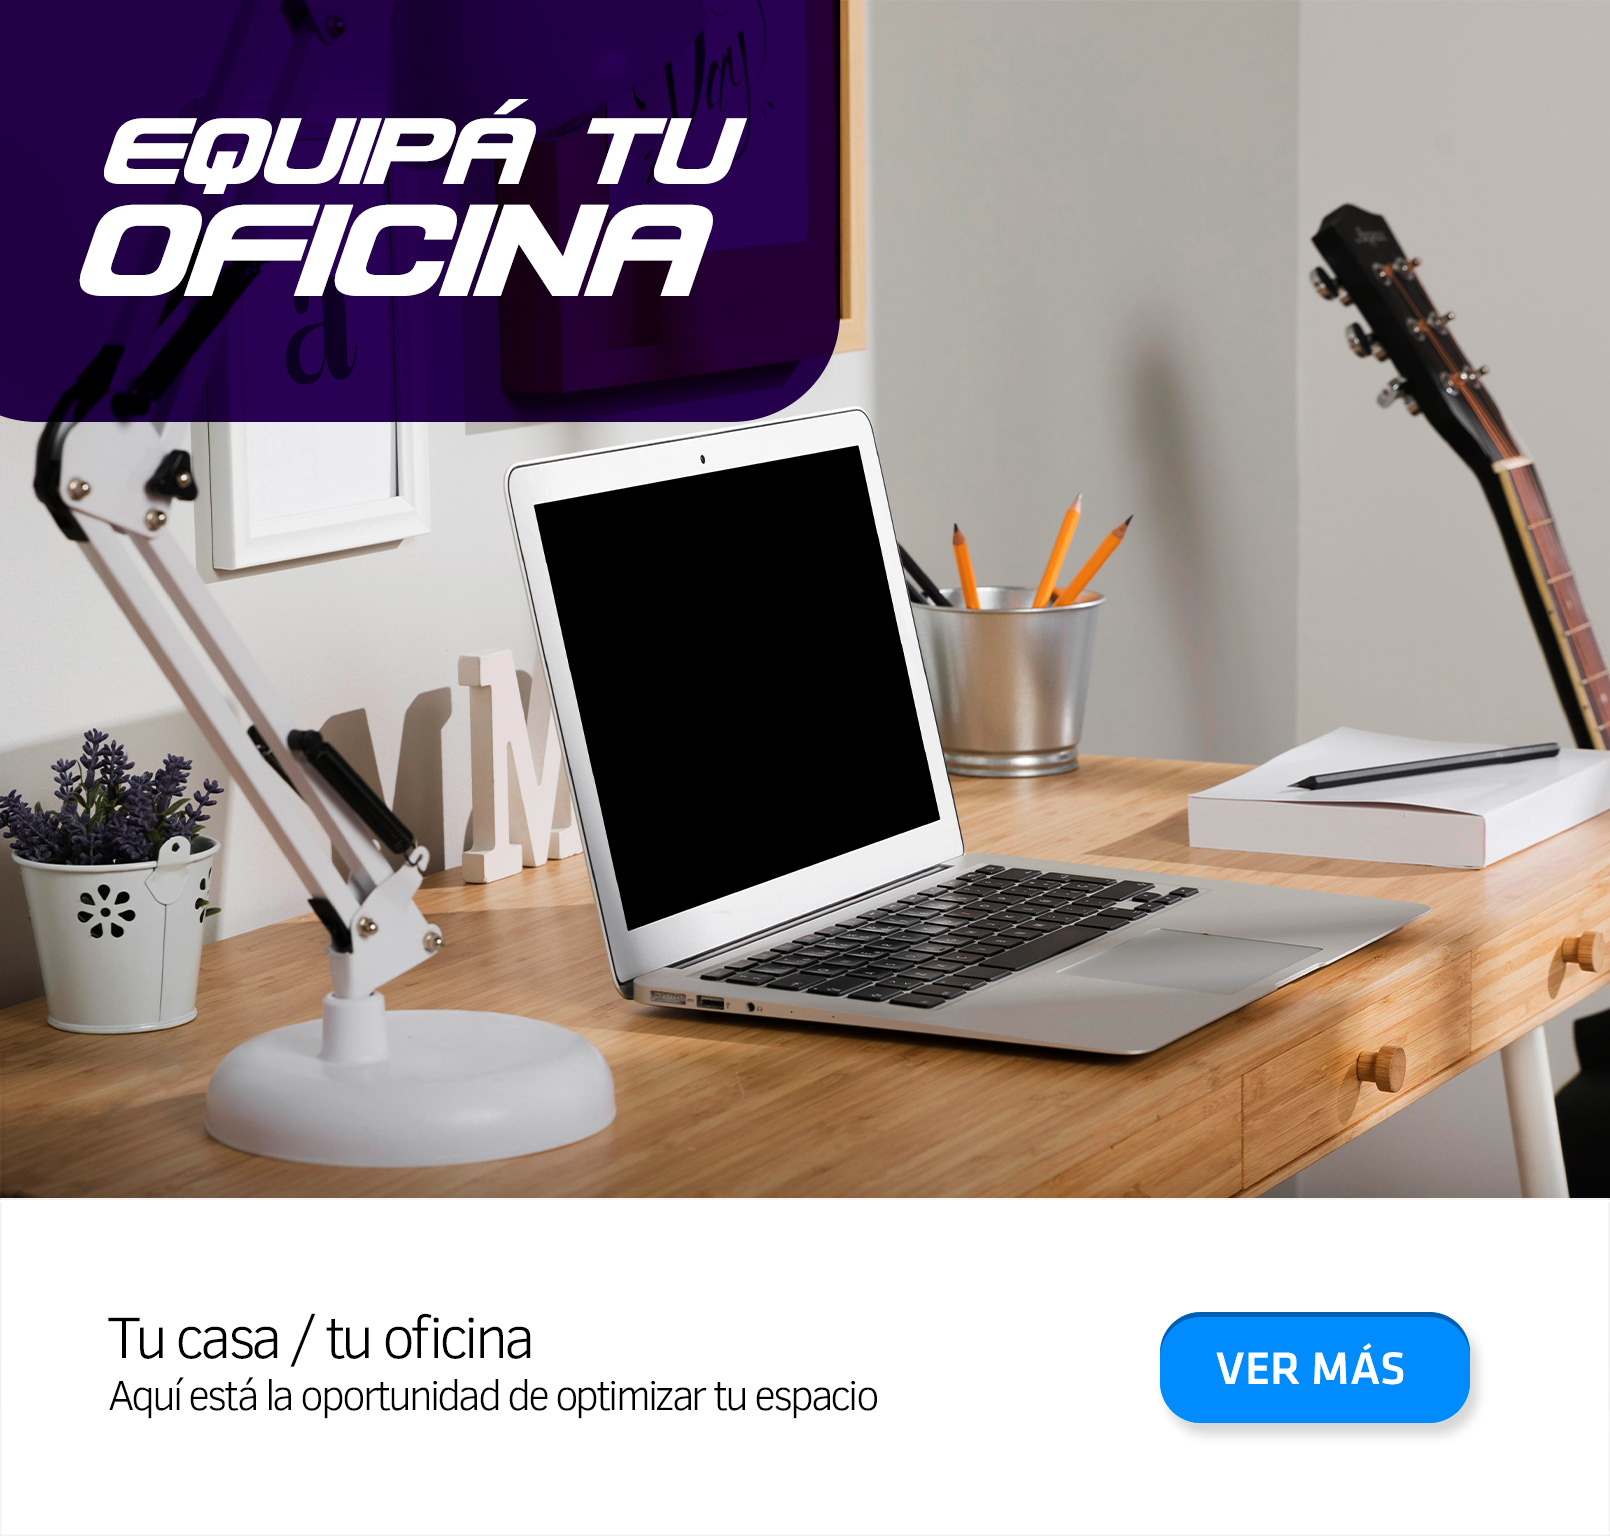 EQUIPÁ TU
OFICINA
a
M
Tu casa / tu oficina
Aquí está la oportunidad de optimizar tu espacio
VER MÁS